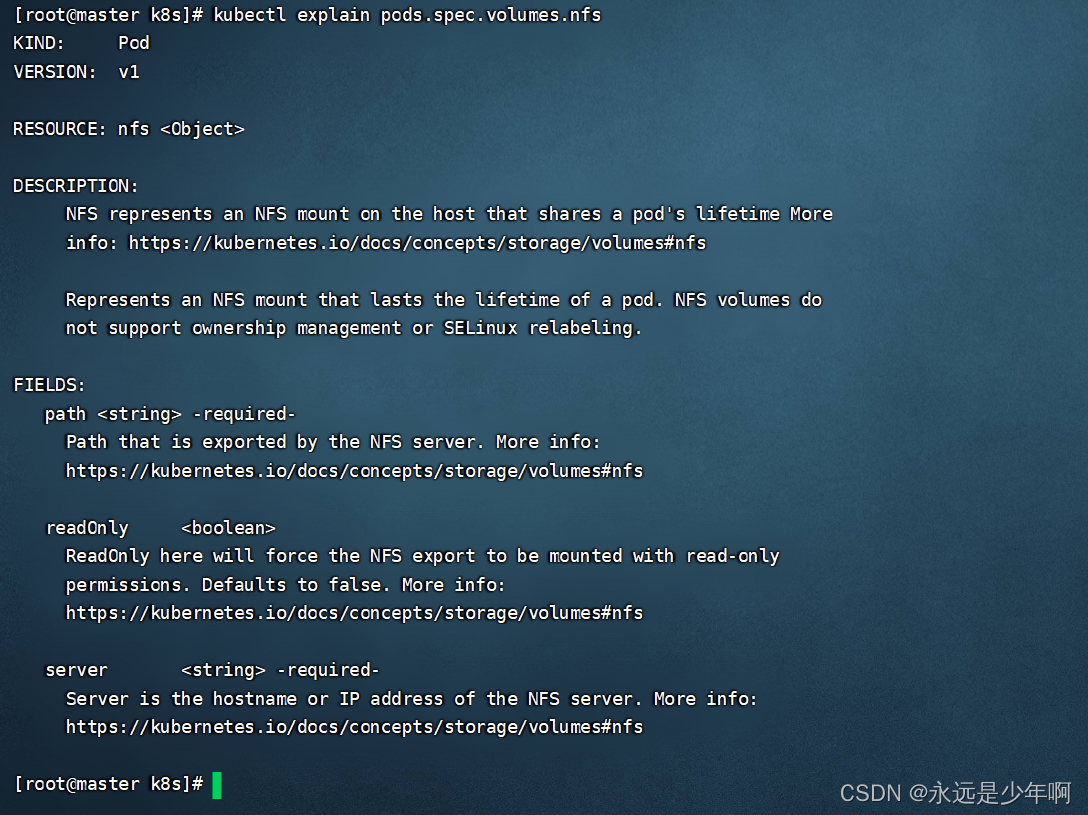 [root@master k8s]# kubectl explain pods.spec.volumes.nfs
KIND:     Pod
VERSION:  v1

RESOURCE: nfs <Object>

DESCRIPTION:
     NFS represents an NFS mount on the host that shares a pod's lifetime More
     info: https://kubernetes.io/docs/concepts/storage/volumes#nfs

     Represents an NFS mount that lasts the lifetime of a pod. NFS volumes do
     not support ownership management or SELinux relabeling.

FIELDS:
   path <string> -required-
     Path that is exported by the NFS server. More info:
     https://kubernetes.io/docs/concepts/storage/volumes#nfs

   readOnly     <boolean>
     ReadOnly here will force the NFS export to be mounted with read-only
     permissions. Defaults to false. More info:
     https://kubernetes.io/docs/concepts/storage/volumes#nfs

   server       <string> -required-
     Server is the hostname or IP address of the NFS server. More info:
     https://kubernetes.io/docs/concepts/storage/volumes#nfs

[root@master k8s]#
CSDN @永远是少年啊